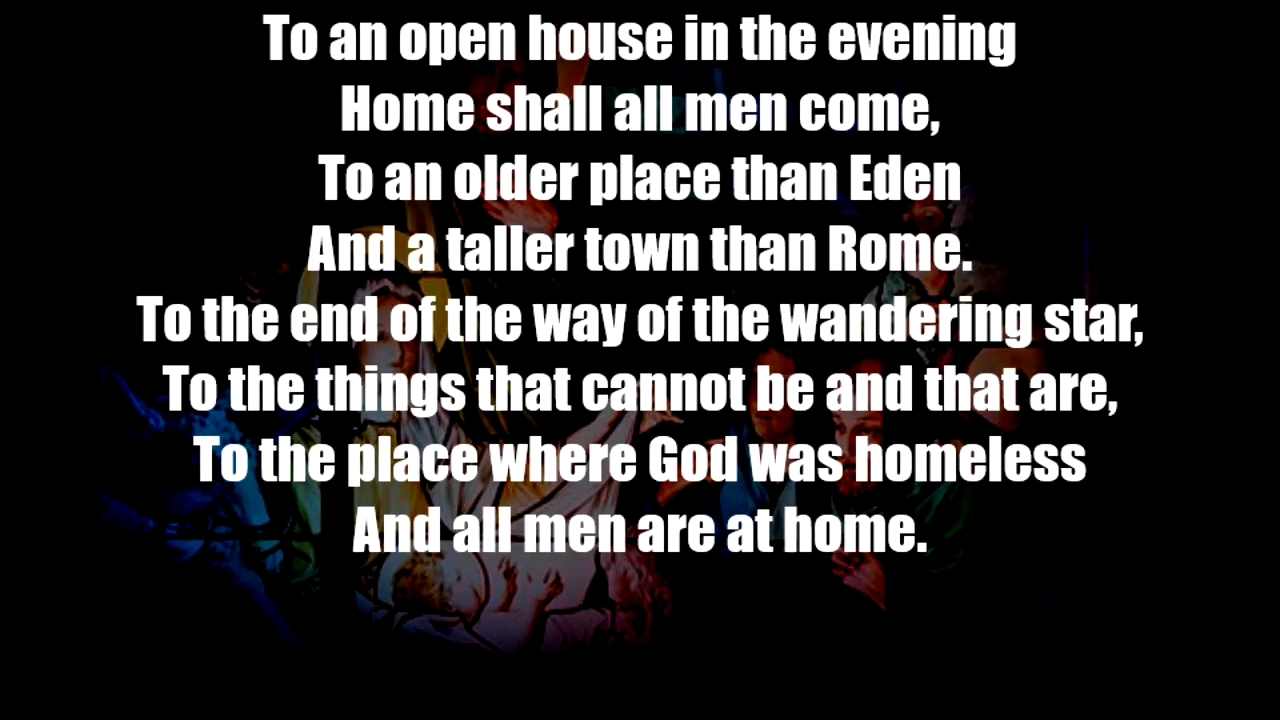 To an open house in the evening
Home shall all men come,
To an older place than Eden
And a taller town than Rome.
To the end of the way of the wandering star,
To the things that cannot be and that are,
To the place where God was homeless
And all men are at home.